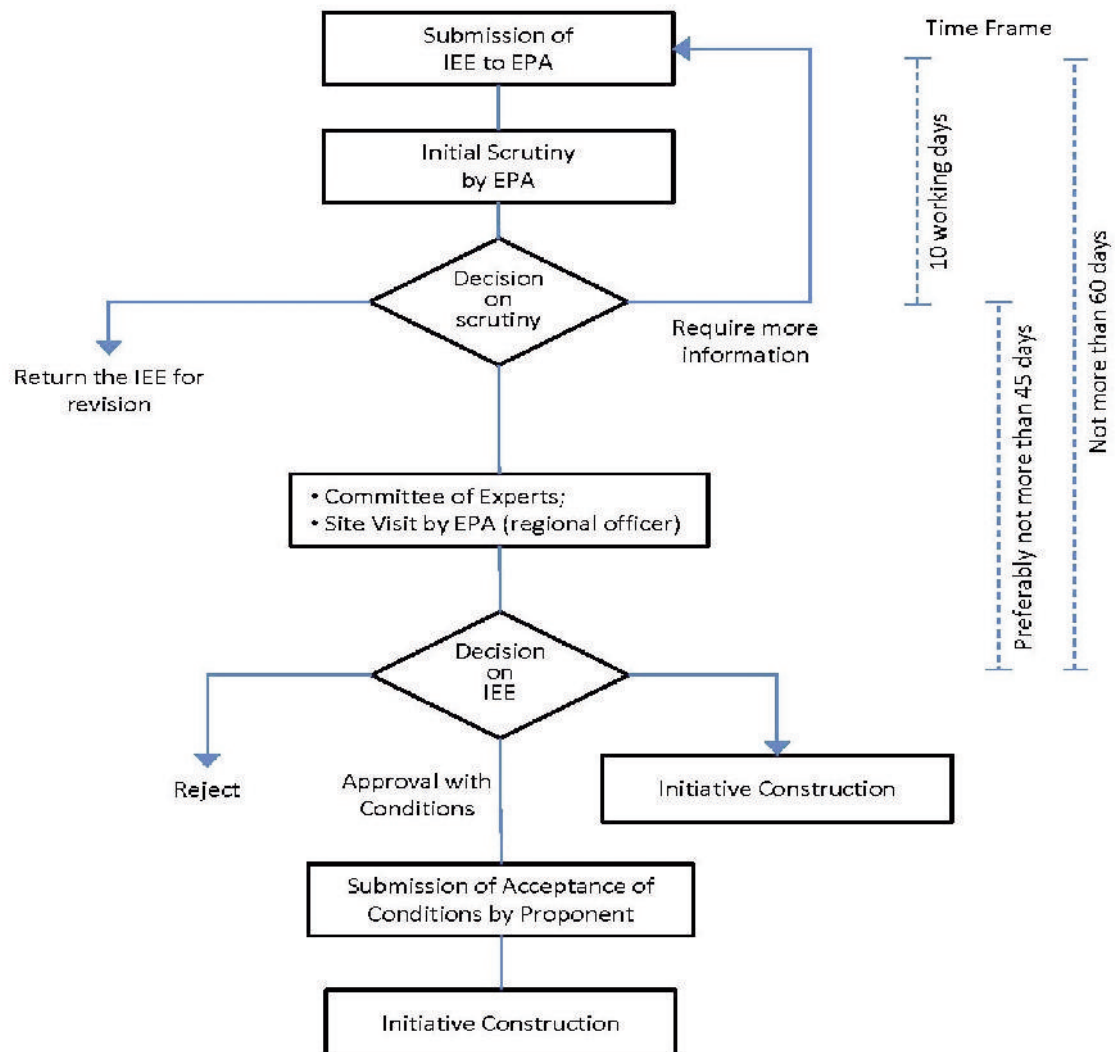 Submission of
IEE to EPA
Time Frame
Initial Scrutiny
by EPA
10 working days
Not more than 60 days
Decision
on
scrutiny
Require more
information
Return the IEE for
revision
Preferably not more than 45 days
• Committee of Experts;
• Site Visit by EPA (regional officer)
Decision
on
IEE
Reject
Approval with
Conditions
Initiative Construction
Submission of Acceptance of
Conditions by Proponent
Initiative Construction